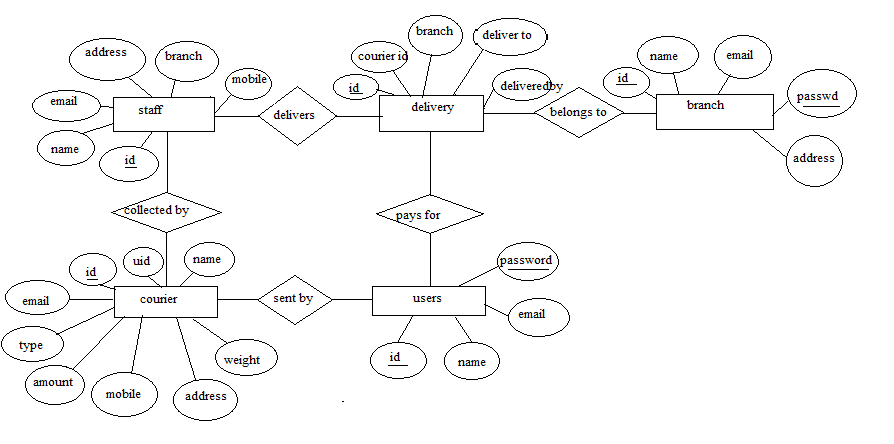 branch
deliver to
address
branch
courier id
mobile
id
deliveredby
name
email
id
passwd
email
staff
delivery
branch
delivers
belongs to
name
id
address
collected by
pays for
id
uid
name
password
email
courier
sent by
users
email
type
weight
id
name
amount
mobile
address